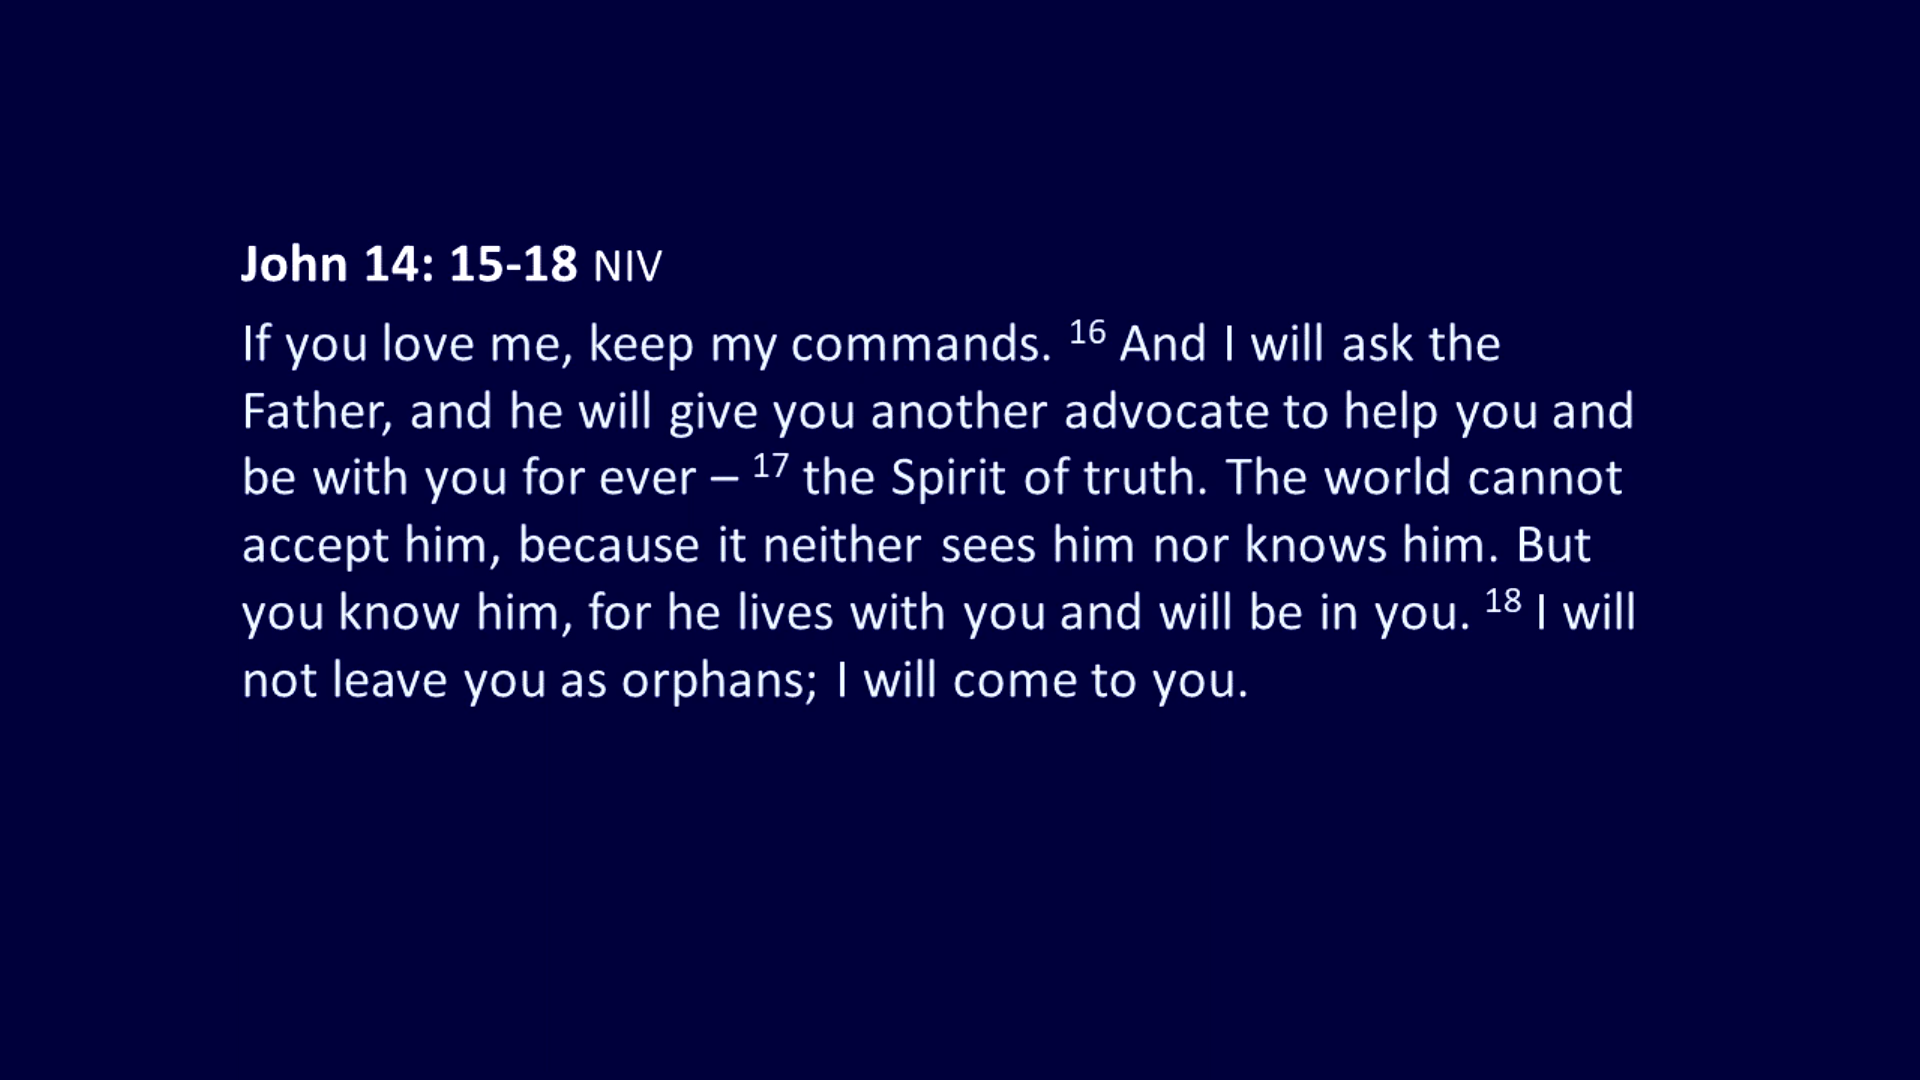 John 14: 15-18 NIV
If you love me, keep my commands. 16 And I will ask the
Father, and he will give you another advocate to help you and
be with you for ever – 17 the Spirit of truth. The world cannot
accept him, because it neither sees him nor knows him. But
you know him, for he lives with you and will be in you. 18 I will
not leave you as orphans; I will come to you.